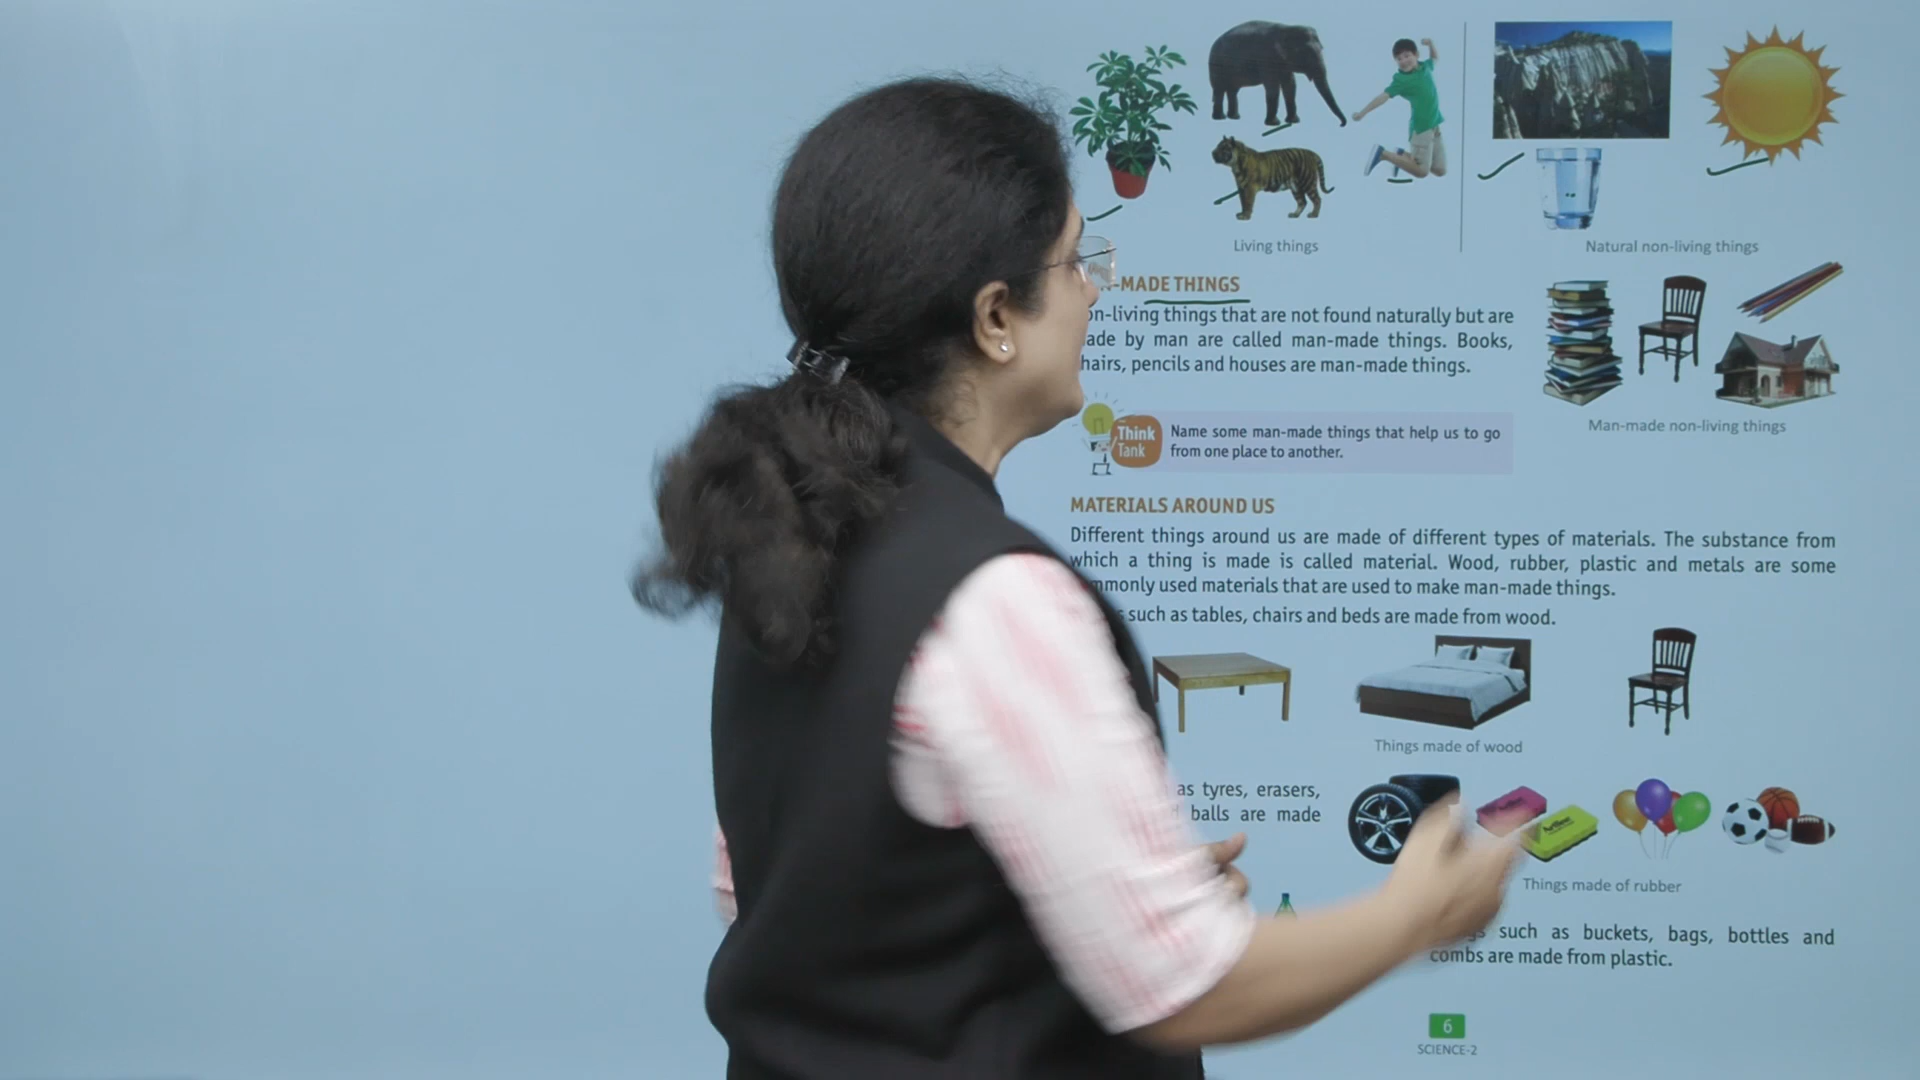 Living things
Natural non-living things
-MADE THINGS
on-living things that are not found naturally but are
ade by man are called man-made things. Books,
hairs, pencils and houses are man-made things.
Man-made non-living things
Think
Tank
Name some man-made things that help us to go
from one place to another.
MATERIALS AROUND US
Different things around us are made of different types of materials. The substance from
which a thing is made is called material. Wood, rubber, plastic and metals are some
mmonly used materials that are used to make man-made things.
such as tables, chairs and beds are made from wood.
Things made of wood
as tyres, erasers,
balls are made
Things made of rubber
such as buckets, bags, bottles and
combs are made from plastic.
6
SCIENCE-2